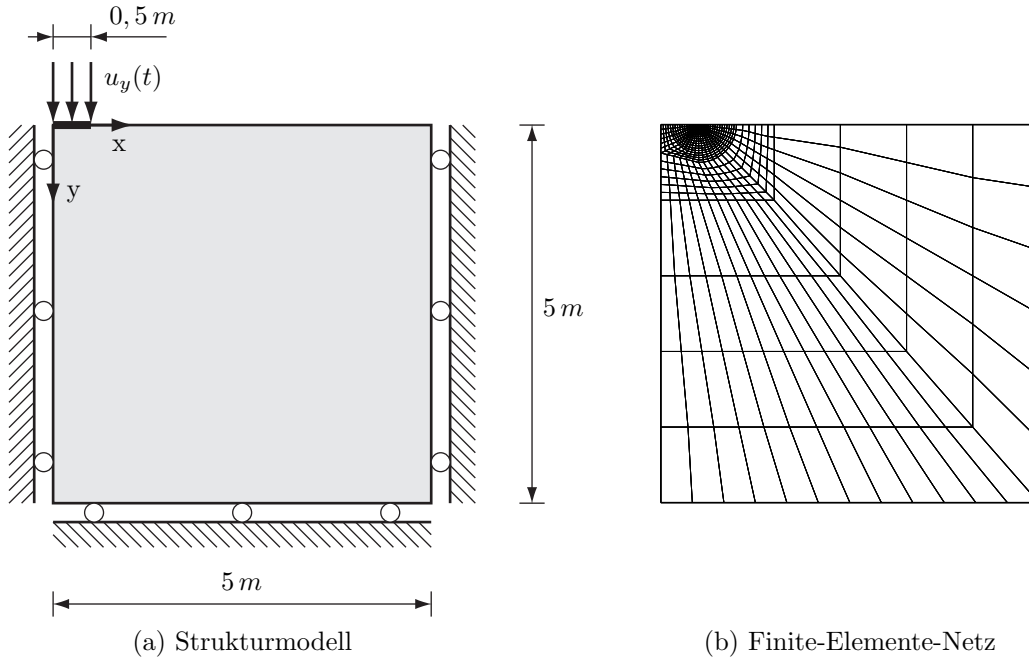 0, 5 m
u_y(t)
x
y
5 m
5 m
(a) Strukturmodell
(b) Finite-Elemente-Netz